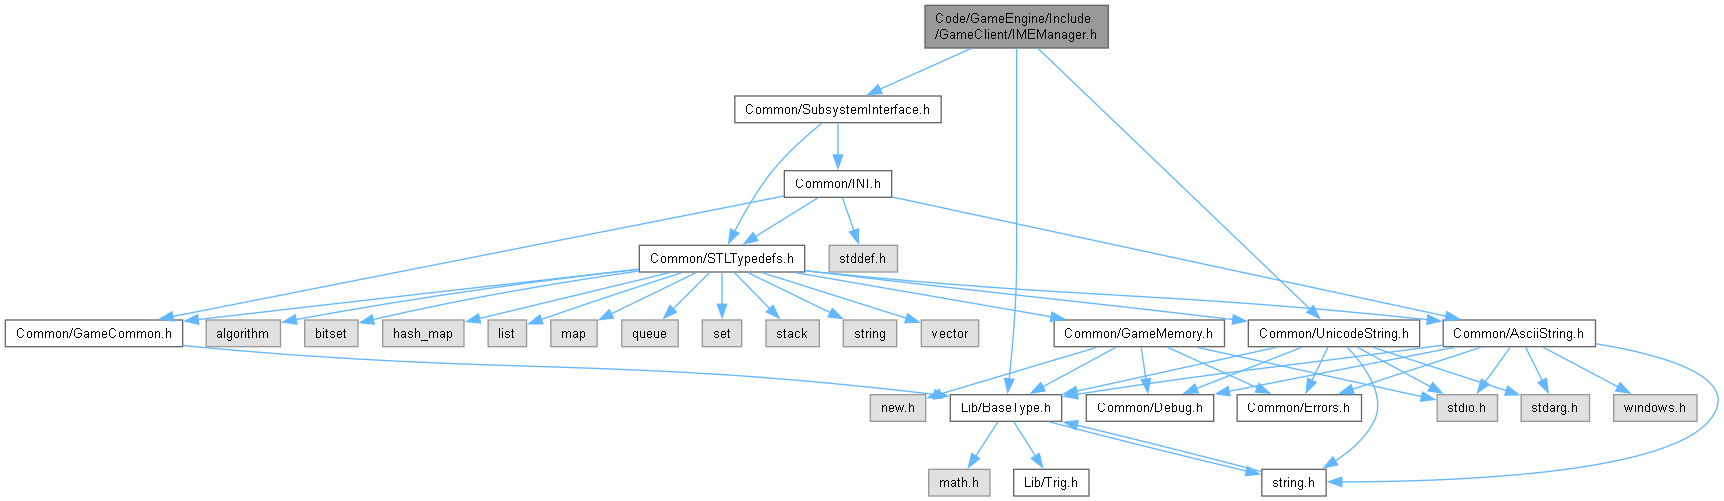 Code/GameEngine/Include
/GameClient/IMEManager.h
Common/SubsystemInterface.h
Common/INI.h
Common/STLTypedefs.h
stddef.h
Common/GameCommon.h
algorithm
bitset
hash_map
list
map
queue
set
stack
string
vector
Common/GameMemory.h
Common/UnicodeString.h
Common/AsciiString.h
new.h
Lib/BaseType.h
Common/Debug.h
Common/Errors.h
stdio.h
stdarg.h
windows.h
math.h
Lib/Trig.h
string.h